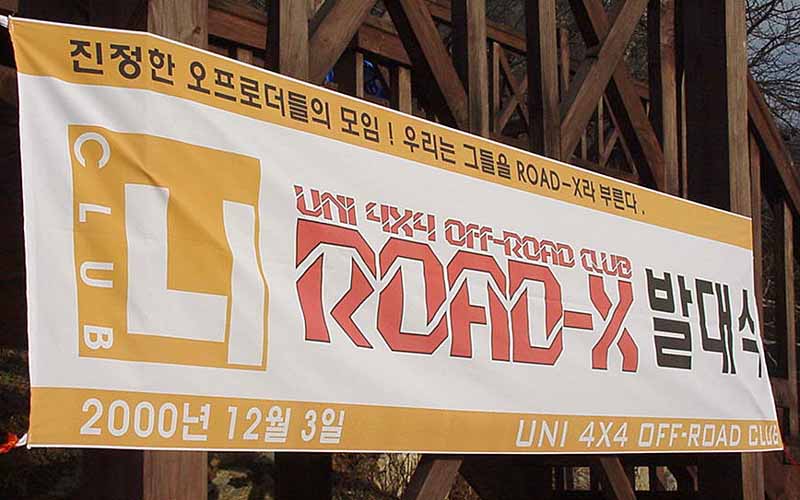 진정한 오프로더들의 모임 ! 우리는 그들을 ROAD-X라 부른다 .
CLUB
UNI 4X4 OFF-ROAD CLUB
ROAD-X 발대식
2000년 12월 3일
UNI 4X4 OFF-ROAD CLUB